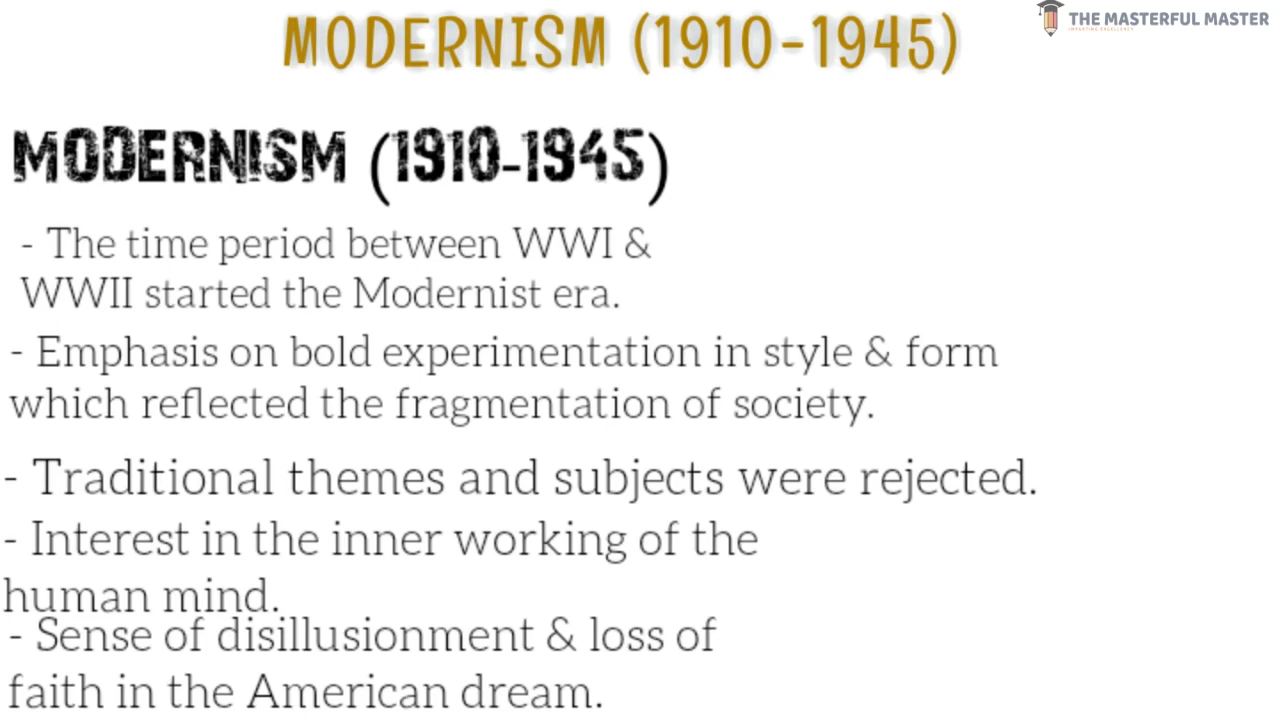 MODERNISM (1910-1945)
THE MASTERFUL MASTER
IMPARTING EXCELLENCY
MODERNISM (1910-1945)
- The time period between WWI &
WWII started the Modernist era.
- Emphasis on bold experimentation in style & form
which reflected the fragmentation of society.
- Traditional themes and subjects were rejected.
- Interest in the inner working of the
human mind.
- Sense of disillusionment & loss of
faith in the American dream.